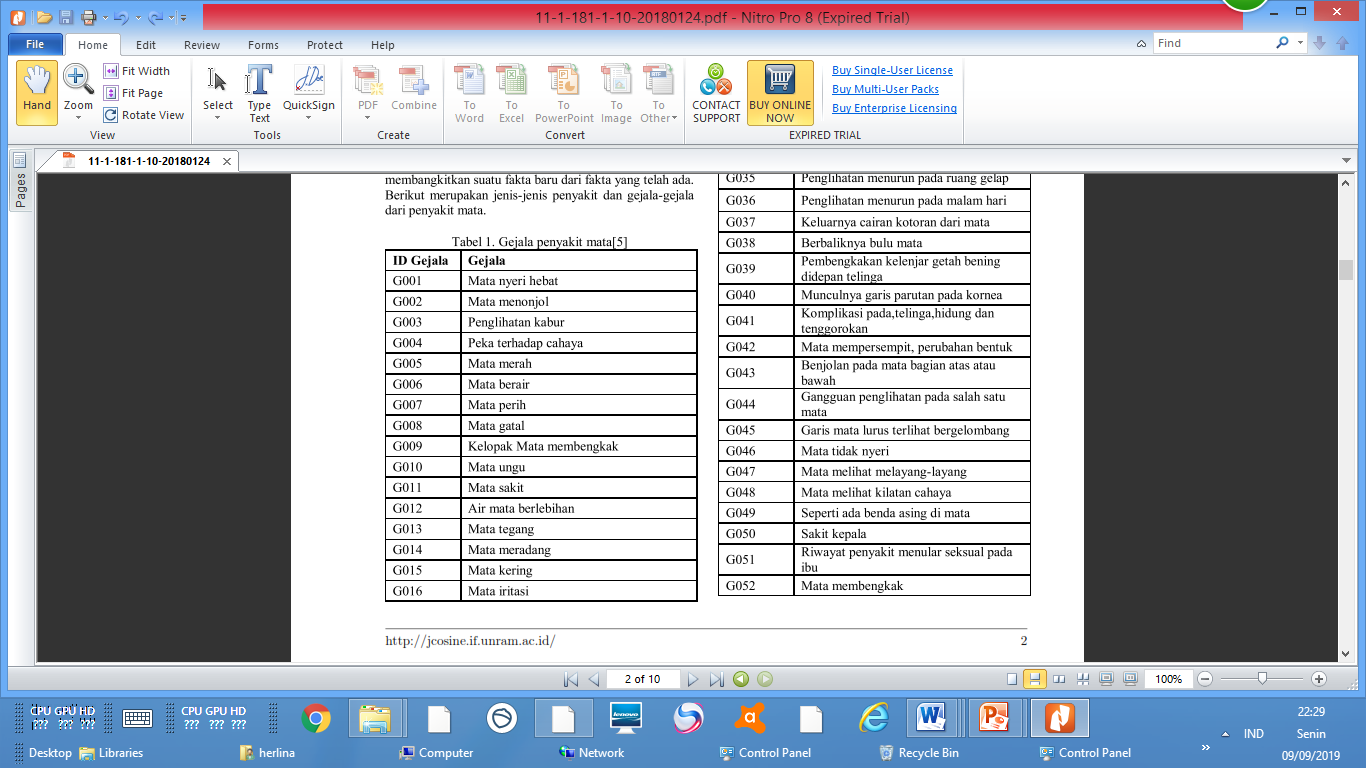 11-1-181-1-10-20180124.pdf - Nitro Pro 8 (Expired Trial)
File Home Edit Review Forms Protect Help
Find
Hand
Zoom
Fit Width
Fit Page
Rotate View
View
Select
Type Text
QuickSign
Tools
PDF
Combine
Create
To Word
To Excel
To PowerPoint
To Image
To Other
Convert
CONTACT SUPPORT
BUY ONLINE NOW
Buy Single-User License
Buy Multi-User Packs
Buy Enterprise Licensing
EXPIRED TRIAL
11-1-181-1-10-20180124
Pages
membangkitkan suatu fakta baru dari fakta yang telah ada.
Berikut merupakan jenis-jenis penyakit dan gejala-gejala
dari penyakit mata.
Tabel 1. Gejala penyakit mata[5]
ID Gejala Gejala
G001 Mata nyeri hebat
G002 Mata menonjol
G003 Penglihatan kabur
G004 Peka terhadap cahaya
G005 Mata merah
G006 Mata berair
G007 Mata perih
G008 Mata gatal
G009 Kelopak Mata membengkak
G010 Mata ungu
G011 Mata sakit
G012 Air mata berlebihan
G013 Mata tegang
G014 Mata meradang
G015 Mata kering
G016 Mata iritasi
G035 Penglihatan menurun pada ruang gelap
G036 Penglihatan menurun pada malam hari
G037 Keluarnya cairan kotoran dari mata
G038 Berbaliknya bulu mata
G039 Pembengkakan kelenjar getah bening
didepan telinga
G040 Munculnya garis parutan pada kornea
G041 Komplikasi pada,telinga,hidung dan
tenggorokan
G042 Mata mempersempit, perubahan bentuk
G043 Benjolan pada mata bagian atas atau
bawah
G044 Gangguan penglihatan pada salah satu
mata
G045 Garis mata lurus terlihat bergelombang
G046 Mata tidak nyeri
G047 Mata melihat melayang-layang
G048 Mata melihat kilatan cahaya
G049 Seperti ada benda asing di mata
G050 Sakit kepala
G051 Riwayat penyakit menular seksual pada
ibu
G052 Mata membengkak
http://jcosine.if.unram.ac.id/ 2
2 of 10
100%
CPU GPU HD
??? ??? ???
CPU GPU HD
??? ??? ???
lenovo
22:29
IND Senin
09/09/2019
Desktop Libraries herlina Computer Network Control Panel Recycle Bin Control Panel